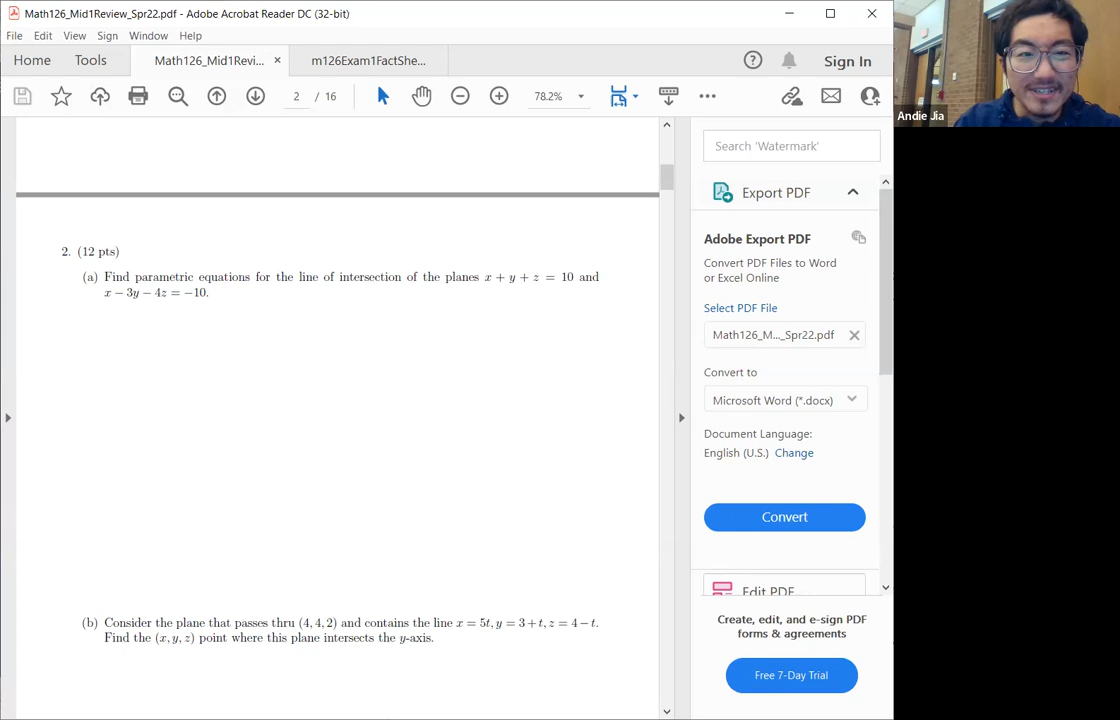 Math126_Mid1Review_Spr22.pdf - Adobe Acrobat Reader DC (32-bit)
File Edit View Sign Window Help
Home Tools Math126_Mid1Revi... × m126Exam1FactShe... Sign In
2 / 16 78.2%
Andie Jia
2. (12 pts)
(a) Find parametric equations for the line of intersection of the planes x + y + z = 10 and
x − 3y − 4z = −10.
(b) Consider the plane that passes thru (4, 4, 2) and contains the line x = 5t, y = 3 + t, z = 4 − t.
Find the (x, y, z) point where this plane intersects the y-axis.
Search 'Watermark'
Export PDF
Adobe Export PDF
Convert PDF Files to Word
or Excel Online
Select PDF File
Math126_M..._Spr22.pdf
Convert to
Microsoft Word (*.docx)
Document Language:
English (U.S.) Change
Convert
Edit PDF
Create, edit, and e-sign PDF
forms & agreements
Free 7-Day Trial